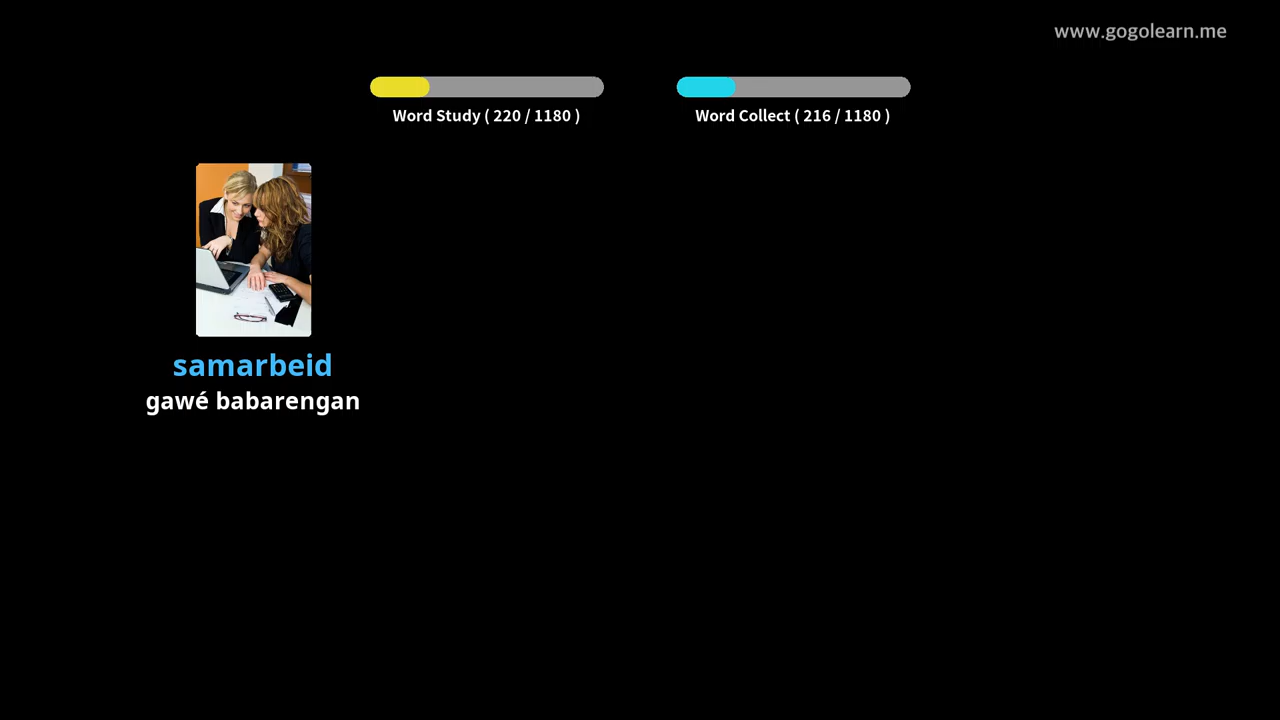 www.gogolearn.me
Word Study ( 220 / 1180 )
Word Collect ( 216 / 1180 )
samarbeid
gawé babarengan